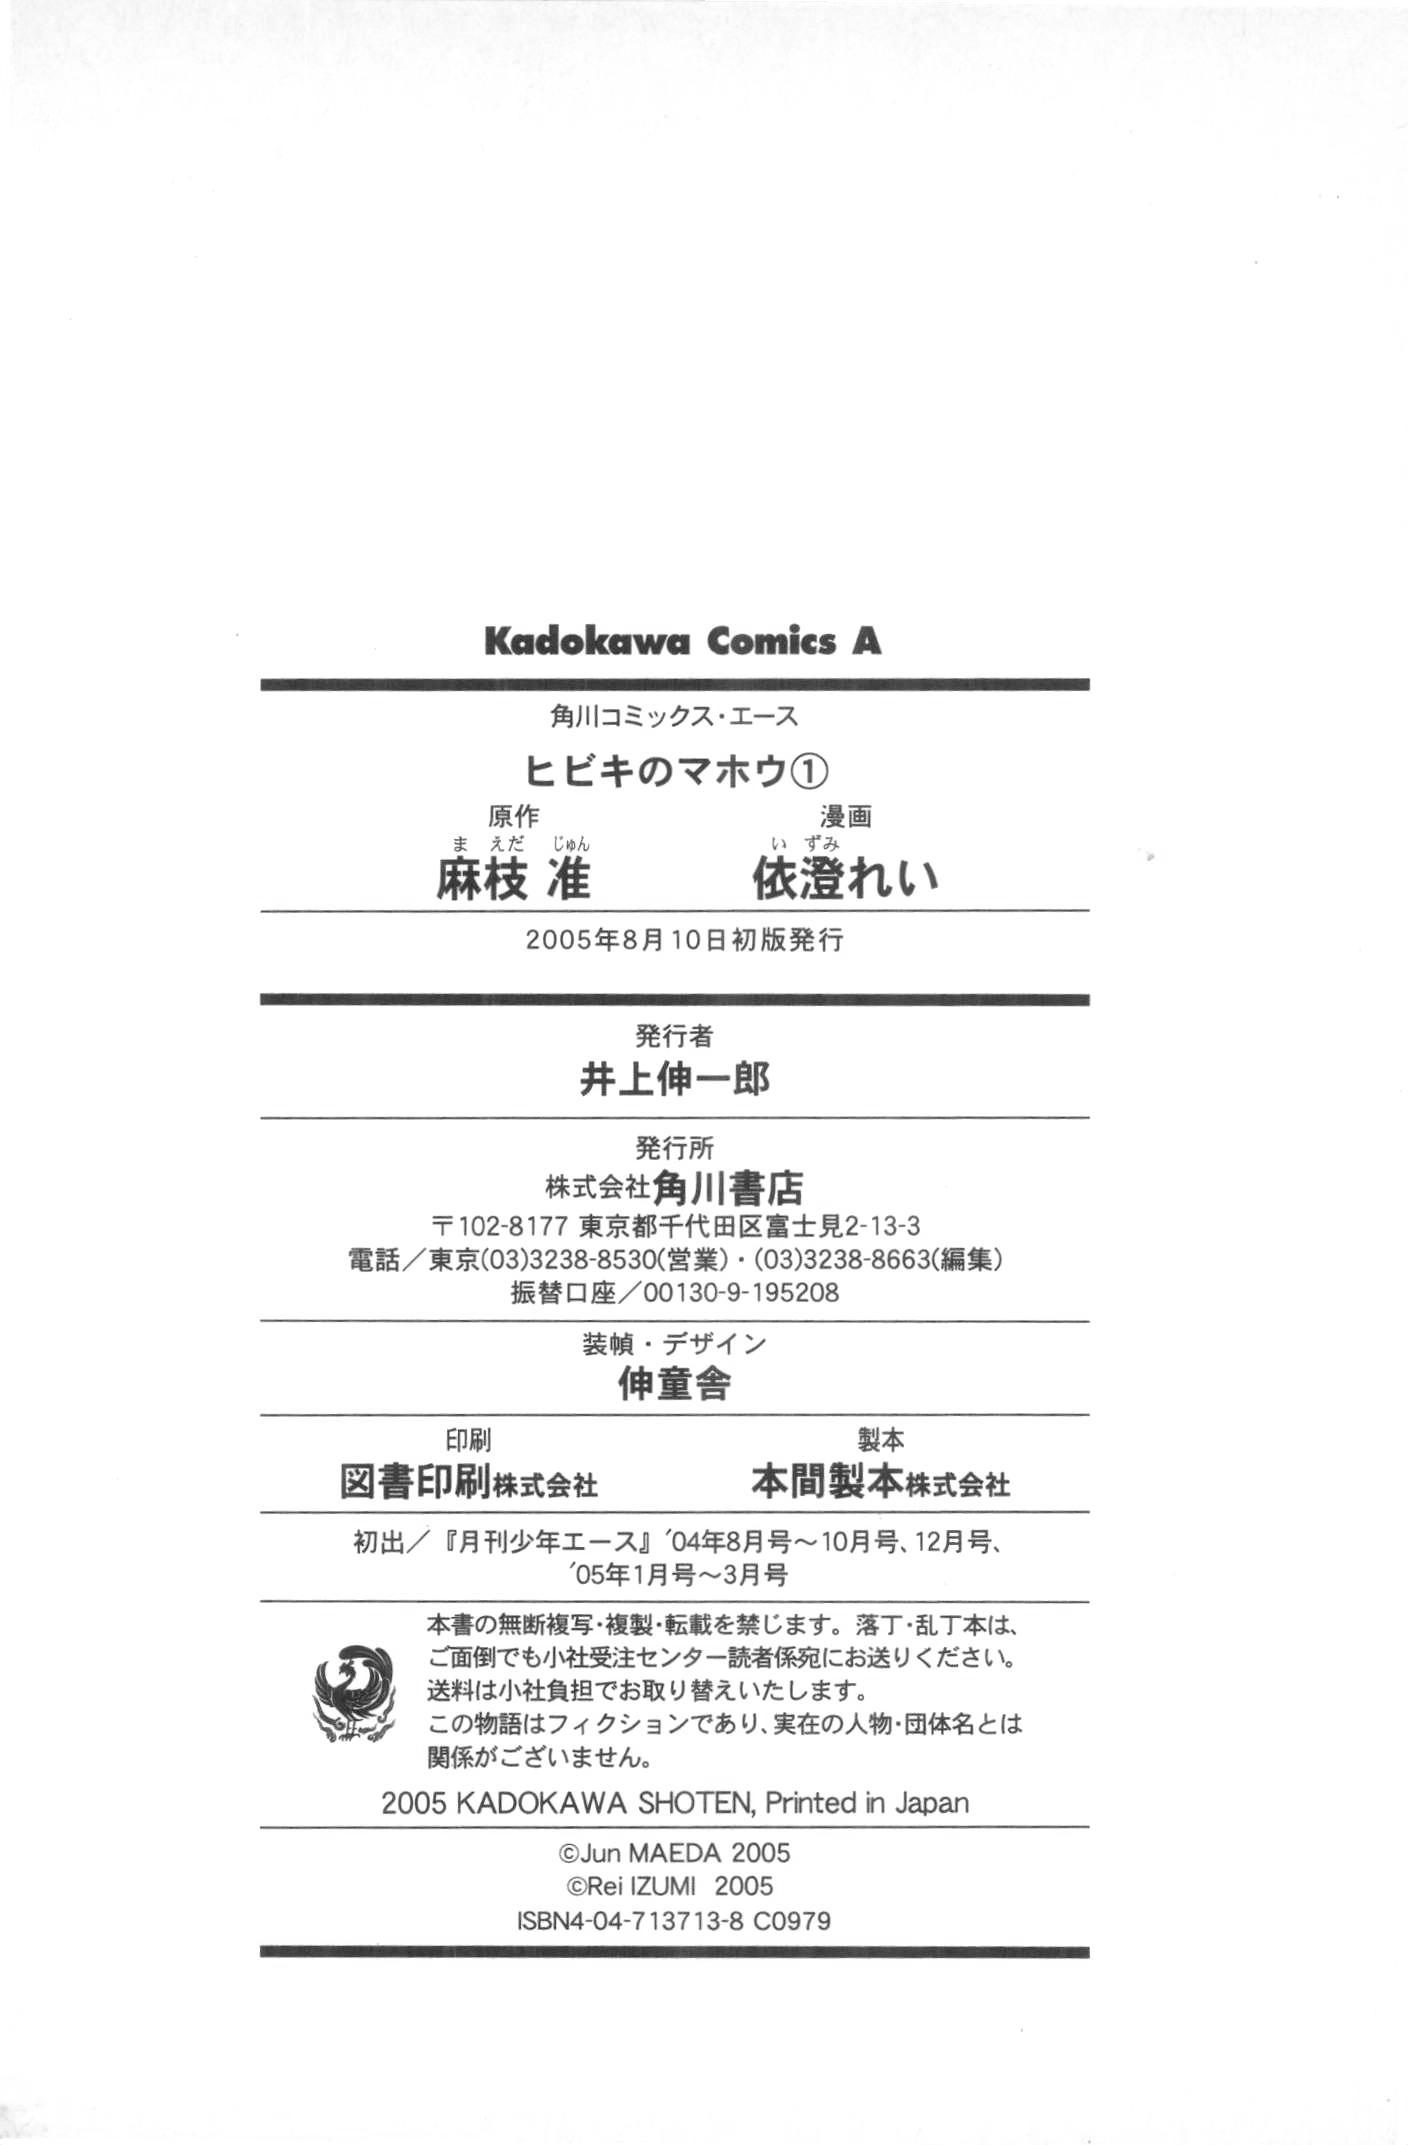 Kadokawa Comics A
角川コミックス・エース
ヒビキのマホウ①
原作 漫画
ま えだ じゅん い ずみ
麻枝 准 依澄れい
2005年8月10日初版発行
発行者
井上伸一郎
発行所
株式会社角川書店
〒102-8177 東京都千代田区富士見2-13-3
電話／東京(03)3238-8530(営業)・(03)3238-8663(編集)
振替口座／00130-9-195208
装幀・デザイン
伸童舎
印刷 製本
図書印刷株式会社 本間製本株式会社
初出／『月刊少年エース』'04年8月号～10月号、12月号、
'05年1月号～3月号
本書の無断複写・複製・転載を禁じます。落丁・乱丁本は、
ご面倒でも小社受注センター読者係宛にお送りください。
送料は小社負担でお取り替えいたします。
この物語はフィクションであり、実在の人物・団体名とは
関係がございません。
2005 KADOKAWA SHOTEN, Printed in Japan
©Jun MAEDA 2005
©Rei IZUMI 2005
ISBN4-04-713713-8 C0979